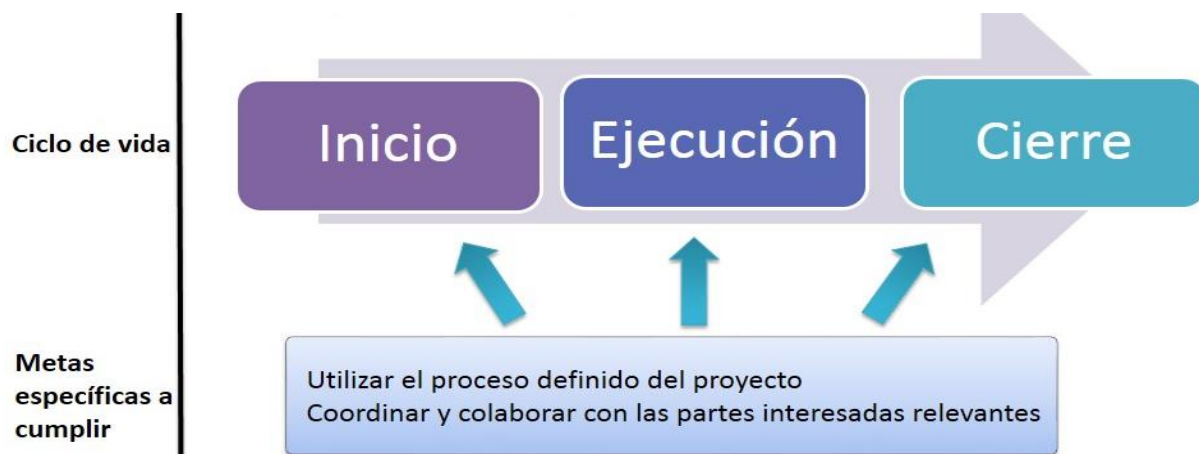 Ciclo de vida
Inicio
Ejecución
Cierre
Metas
específicas a
cumplir
Utilizar el proceso definido del proyecto
Coordinar y colaborar con las partes interesadas relevantes